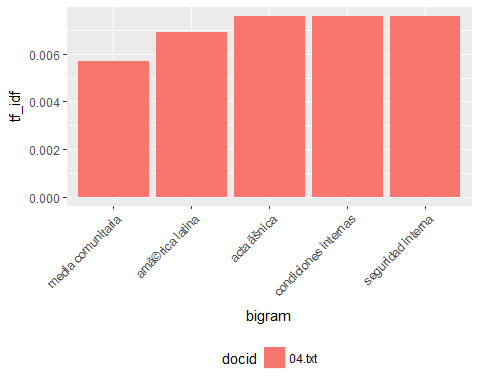 0.006
0.004
0.002
0.000
tf_idf
media comunitaria
amã©rica latina
acta ãšnica
condiciones internas
seguridad interna
bigram
docid 04.txt